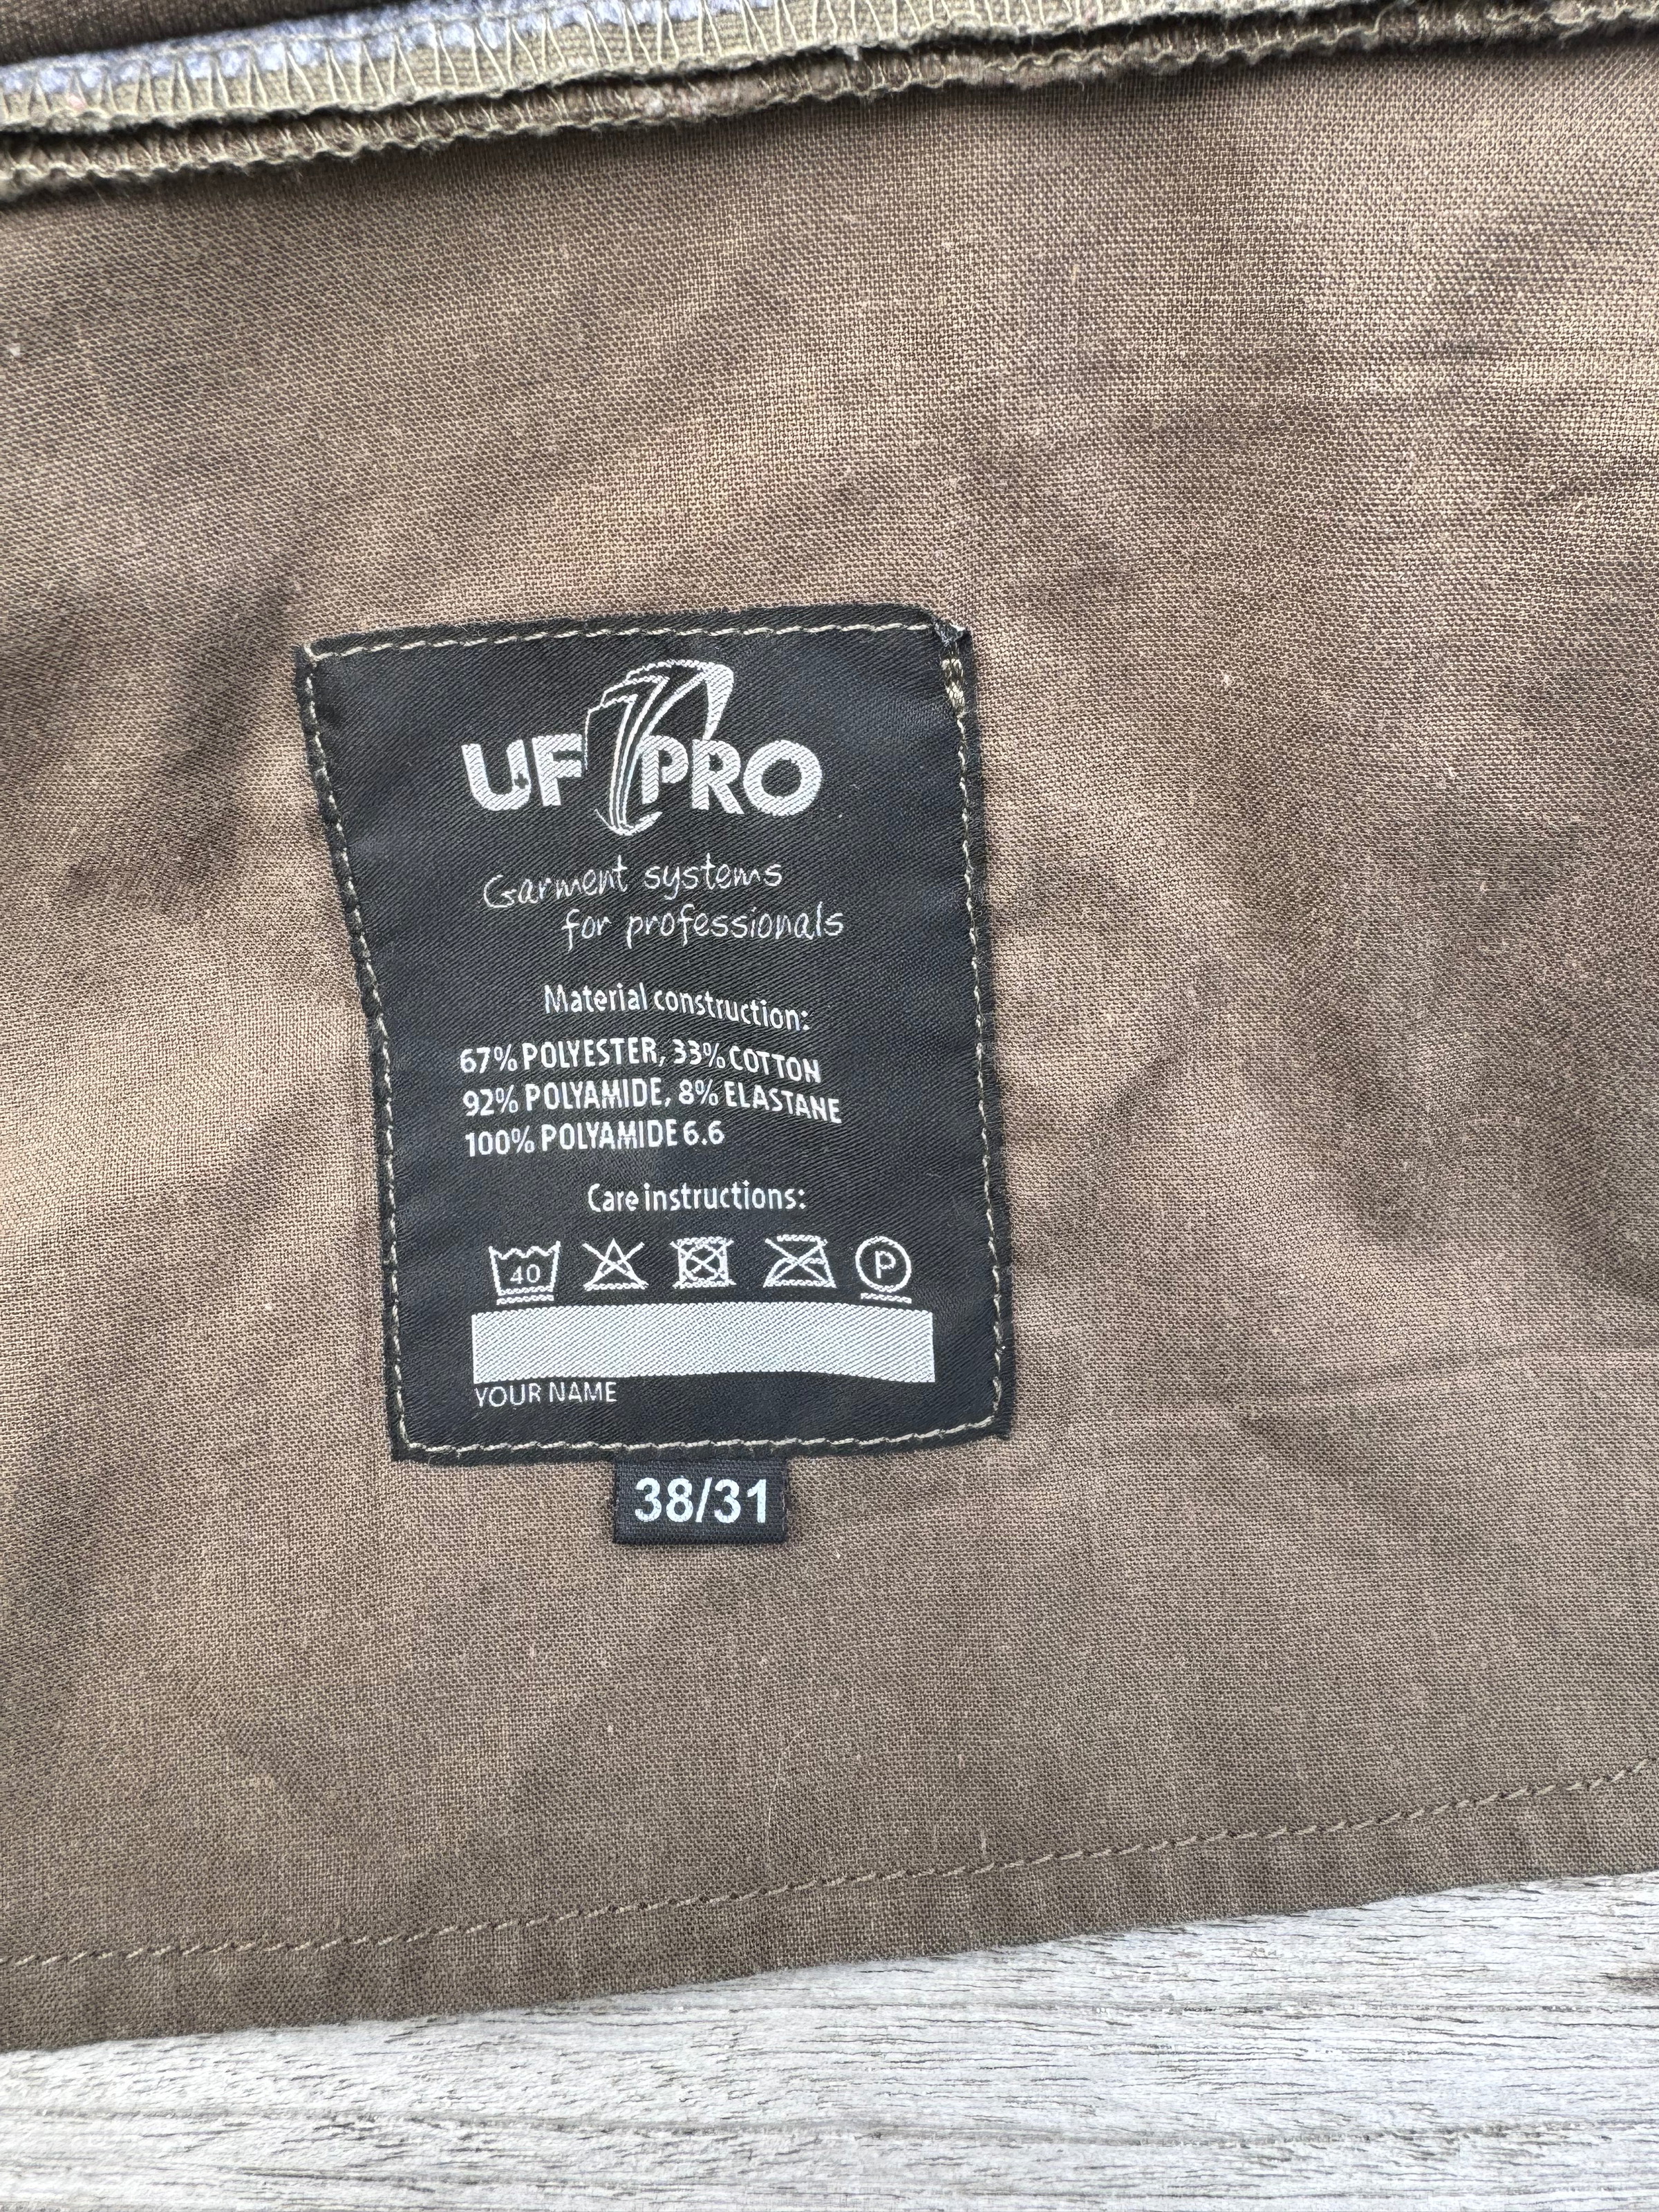 UF PRO
Garment systems
for professionals
Material construction:
67% POLYESTER, 33% COTTON
92% POLYAMIDE, 8% ELASTANE
100% POLYAMIDE 6.6
Care instructions:
40 P
YOUR NAME
38/31